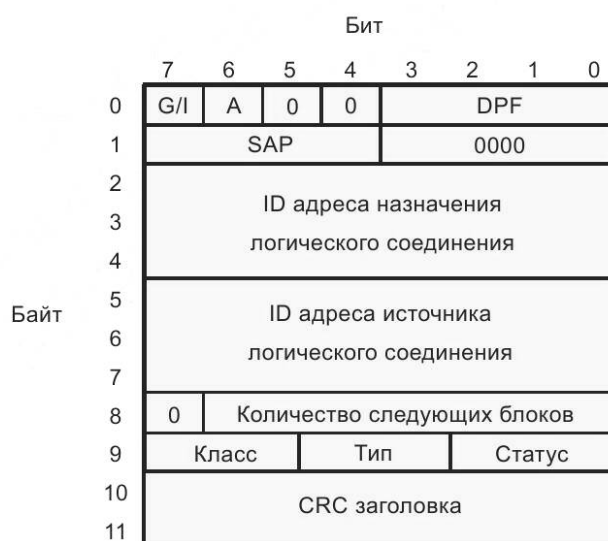 Бит
7 6 5 4 3 2 1 0
0 G/I A 0 0 DPF
1 SAP 0000
2
ID адреса назначения
3
логического соединения
4
5
ID адреса источника
Байт 6
логического соединения
7
8 0 Количество следующих блоков
9 Класс Тип Статус
10
CRC заголовка
11